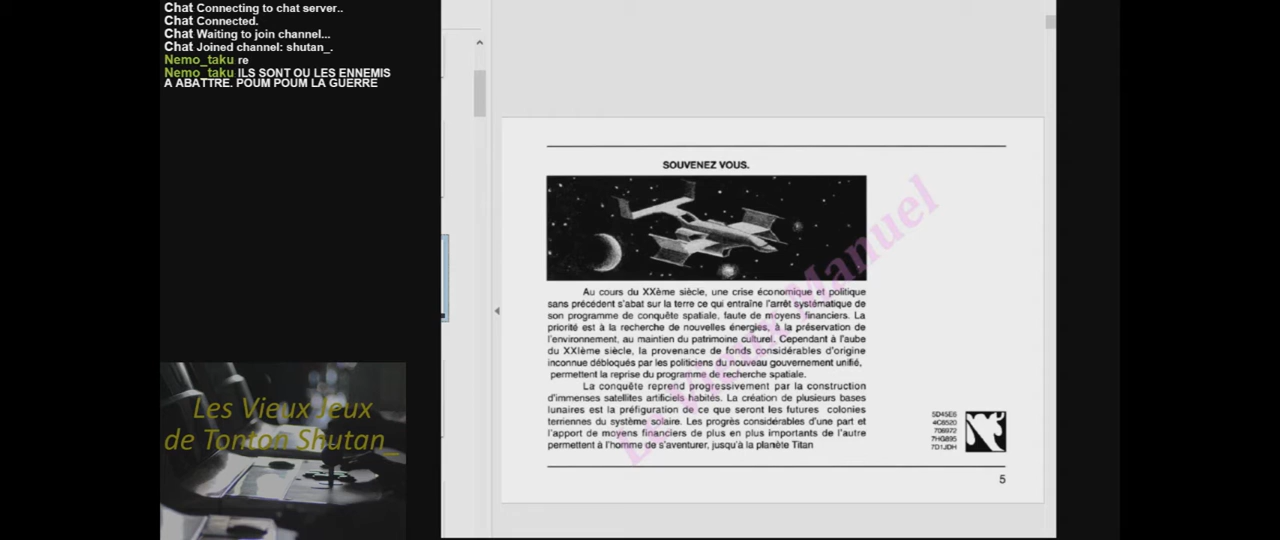 Chat Connecting to chat server..
Chat Connected.
Chat Waiting to join channel...
Chat Joined channel: shutan_.
Nemo_taku re
Nemo_taku ILS SONT OU LES ENNEMIS
A ABATTRE. POUM POUM LA GUERRE
Les Vieux Jeux
de Tonton Shutan_
SOUVENEZ VOUS.
Au cours du XXème siècle, une crise économique et politique
sans précédent s'abat sur la terre ce qui entraîne l'arrêt systématique de
son programme de conquête spatiale, faute de moyens financiers. La
priorité est à la recherche de nouvelles énergies, à la préservation de
l'environnement, au maintien du patrimoine culturel. Cependant à l'aube
du XXIème siècle, la provenance de fonds considérables d'origine
inconnue débloqués par les politiciens du nouveau gouvernement unifié,
permettent la reprise du programme de recherche spatiale.
La conquête reprend progressivement par la construction
d'immenses satellites artificiels habités. La création de plusieurs bases
lunaires est la préfiguration de ce que seront les futures colonies
terriennes du système solaire. Les progrès considérables d'une part et
l'apport de moyens financiers de plus en plus importants de l'autre
permettent à l'homme de s'aventurer, jusqu'à la planète Titan
Manuel
5D45E6
4C8520
706972
7HG895
7D1JDH
5